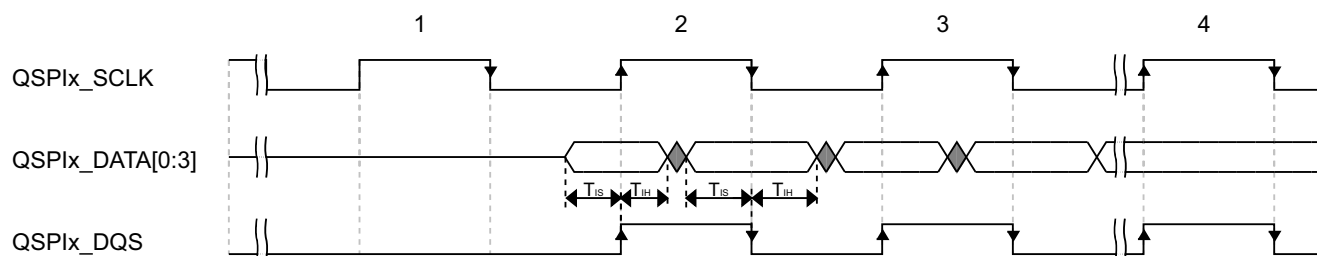 1 2 3 4
QSPIx_SCLK
QSPIx_DATA[0:3]
TIS TIH TIS TIH
QSPIx_DQS